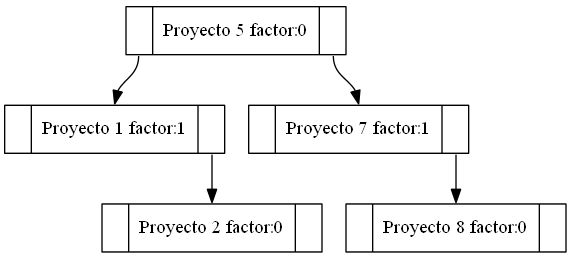 Proyecto 5 factor:0
Proyecto 1 factor:1
Proyecto 7 factor:1
Proyecto 2 factor:0
Proyecto 8 factor:0